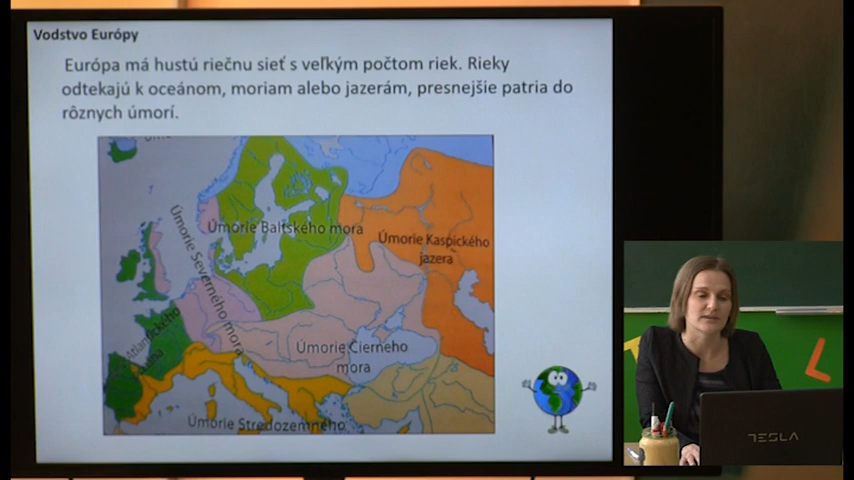 Vodstvo Európy
Európa má hustú riečnu sieť s veľkým počtom riek. Rieky
odtekajú k oceánom, moriam alebo jazerám, presnejšie patria do
rôznych úmorí.
Úmorie Baltského mora
Úmorie Severného mora
Úmorie Kaspického
jazera
Atlantického
Úmorie Čierneho
mora
Úmorie Stredozemného
TESLA